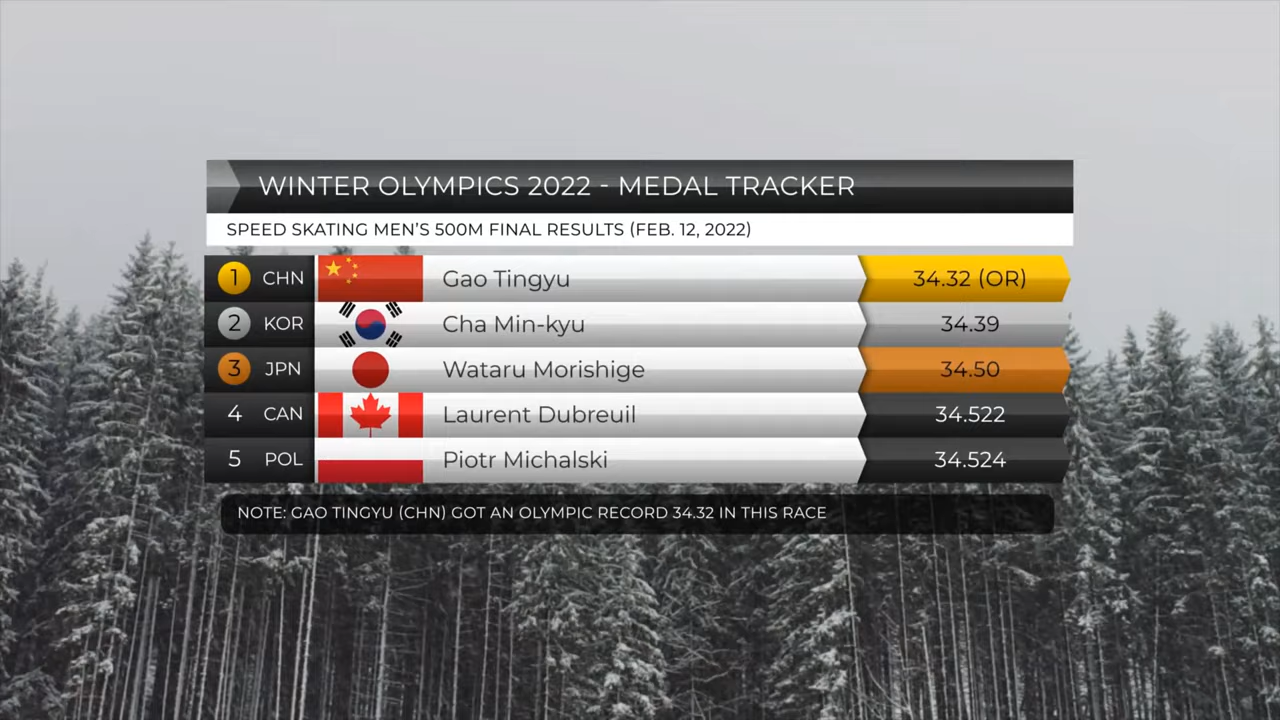 WINTER OLYMPICS 2022 - MEDAL TRACKER
SPEED SKATING MEN'S 500M FINAL RESULTS (FEB. 12, 2022)
1 CHN Gao Tingyu 34.32 (OR)
2 KOR Cha Min-kyu 34.39
3 JPN Wataru Morishige 34.50
4 CAN Laurent Dubreuil 34.522
5 POL Piotr Michalski 34.524
NOTE: GAO TINGYU (CHN) GOT AN OLYMPIC RECORD 34.32 IN THIS RACE